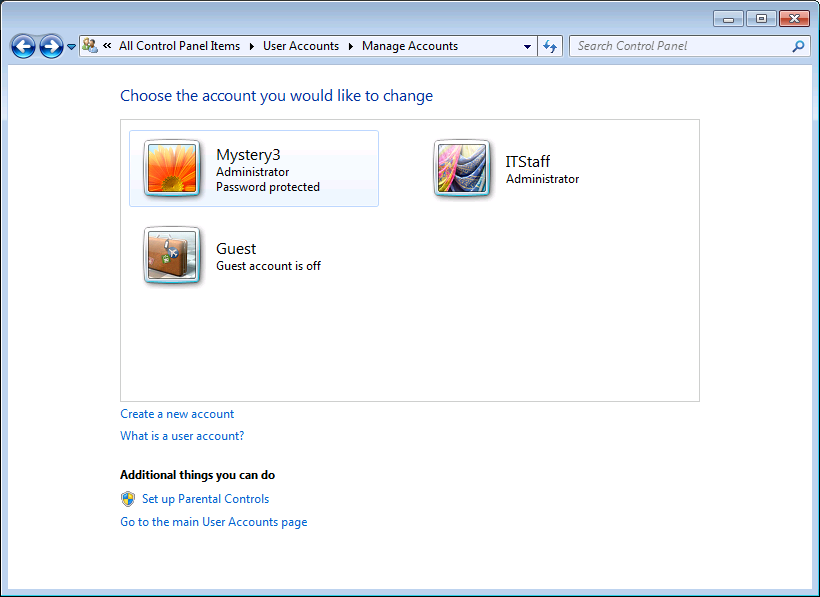 « All Control Panel Items ▸ User Accounts ▸ Manage Accounts
Search Control Panel
Choose the account you would like to change
Mystery3
Administrator
Password protected
ITStaff
Administrator
Guest
Guest account is off
Create a new account
What is a user account?
Additional things you can do
Set up Parental Controls
Go to the main User Accounts page